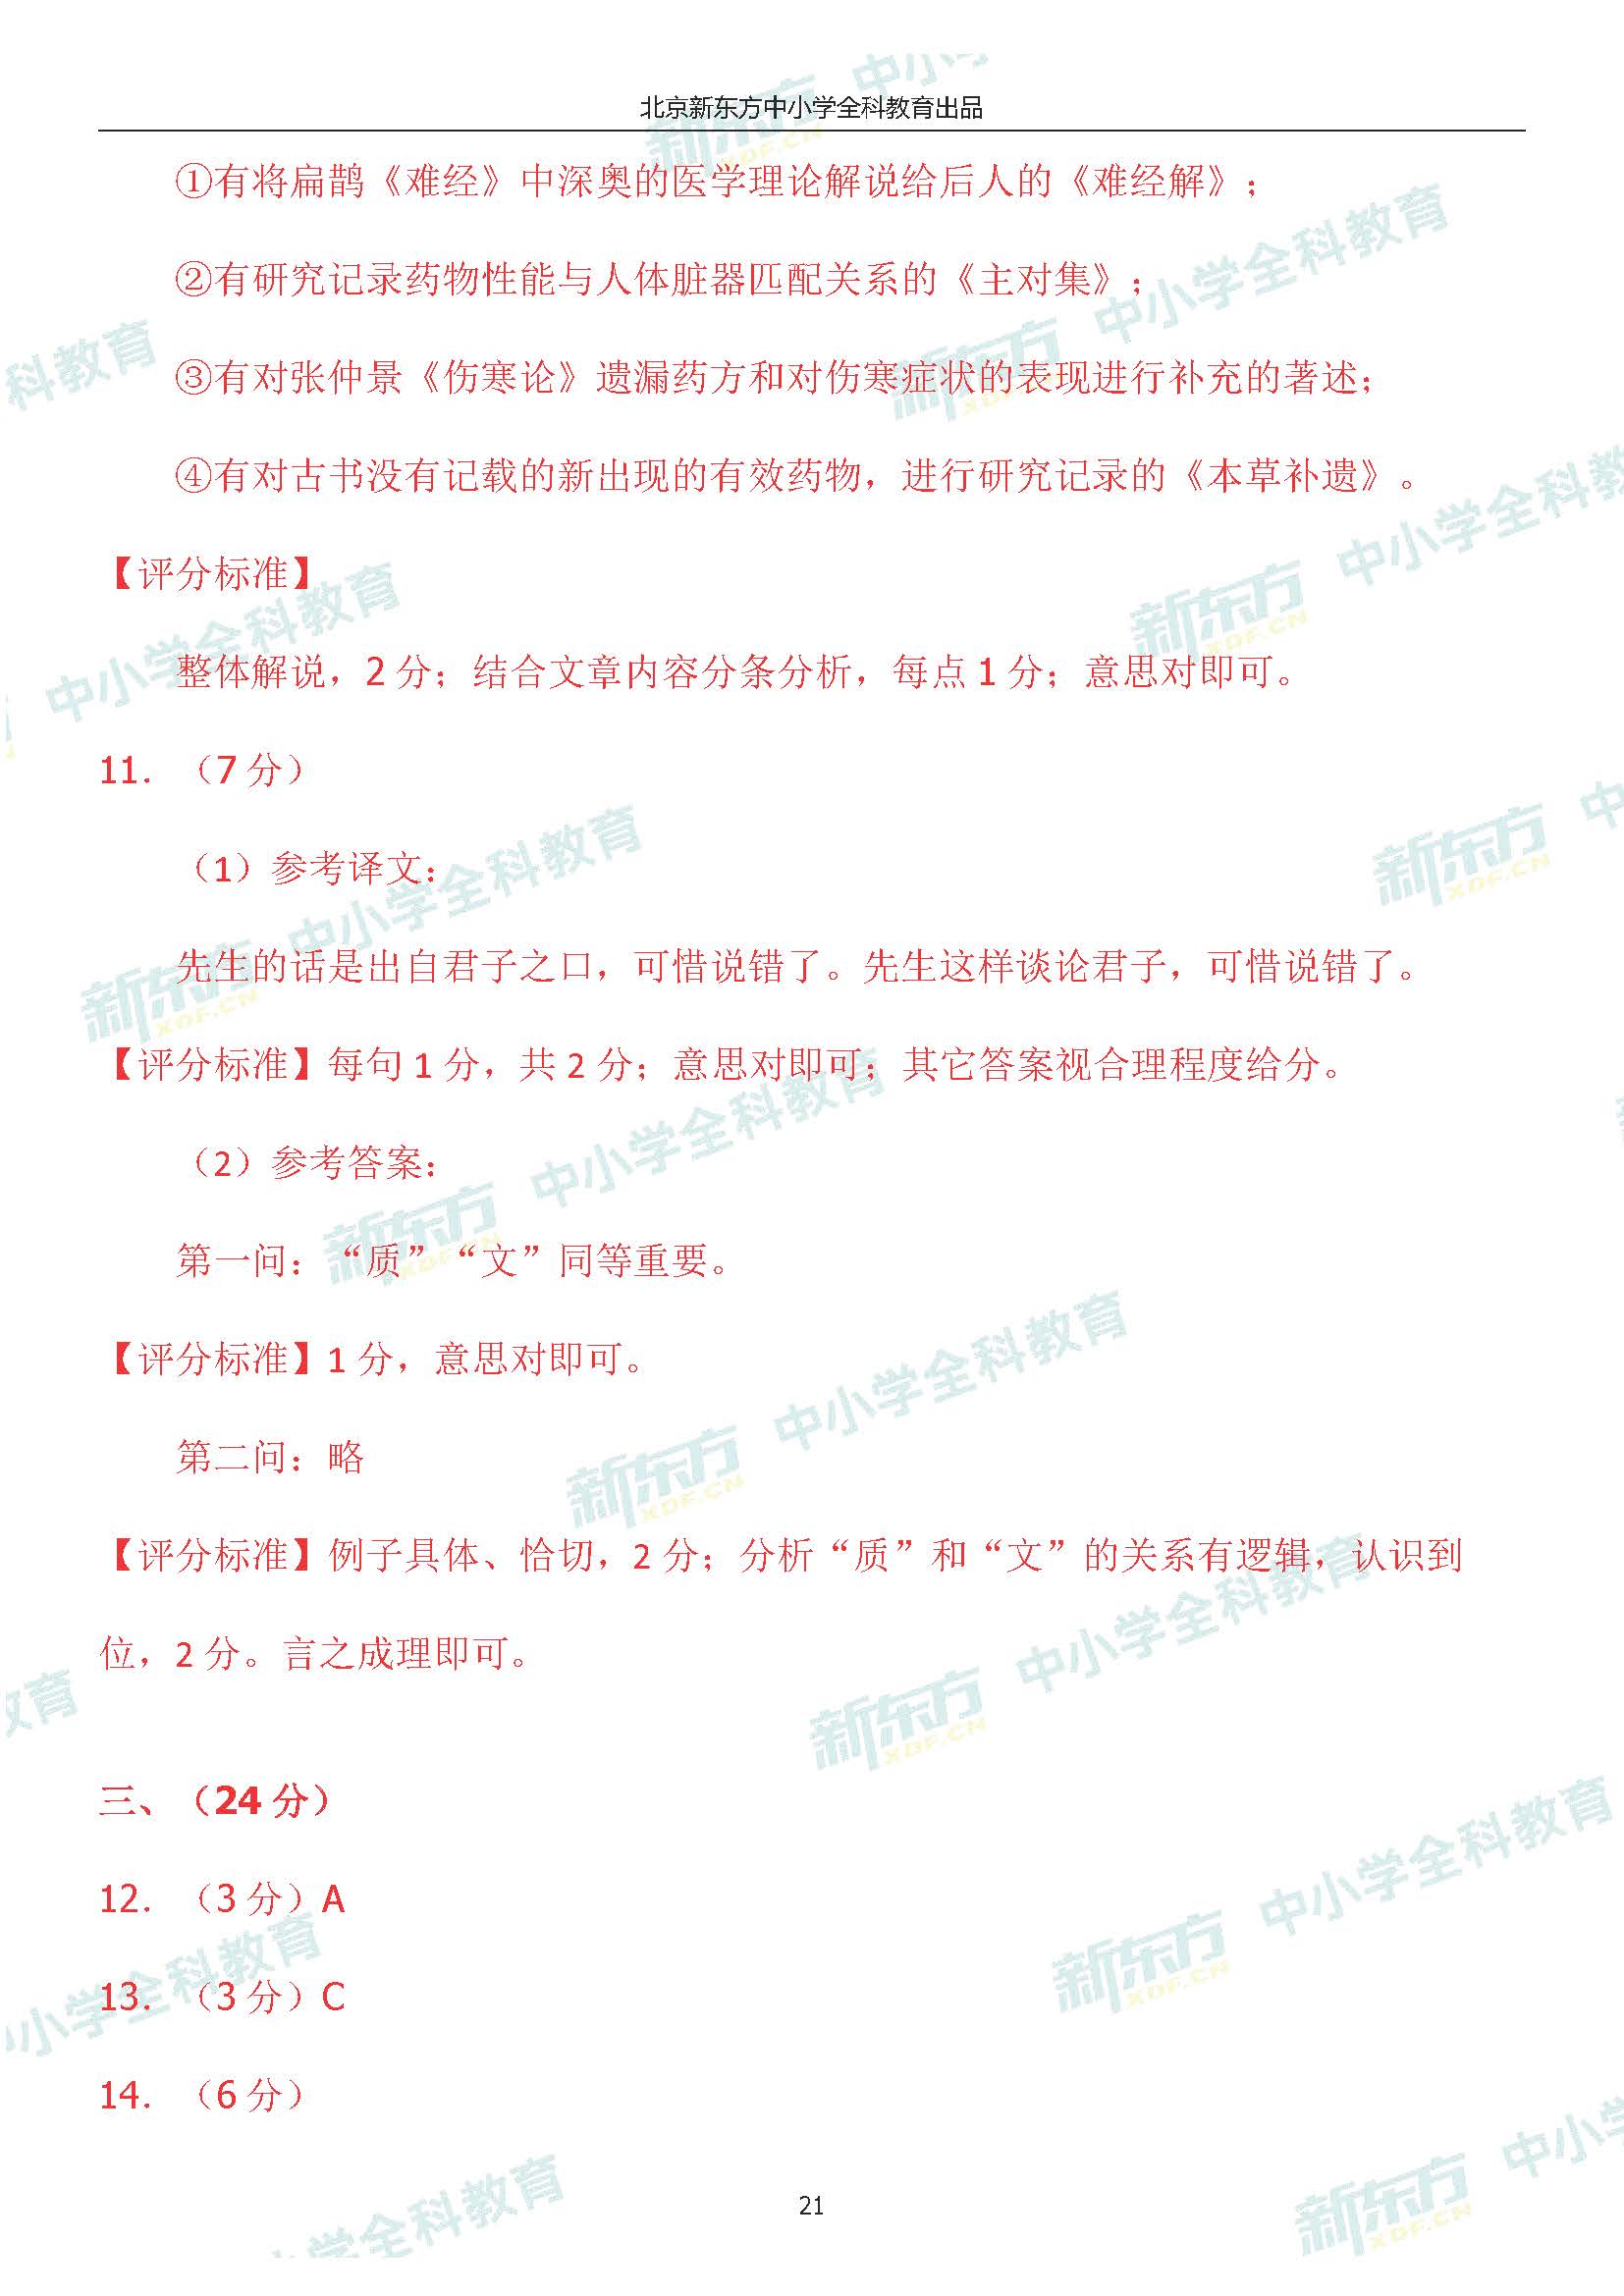 北京新东方中小学全科教育出品
①有将扁鹊《难经》中深奥的医学理论解说给后人的《难经解》；
②有研究记录药物性能与人体脏器匹配关系的《主对集》；
③有对张仲景《伤寒论》遗漏药方和对伤寒症状的表现进行补充的著述；
④有对古书没有记载的新出现的有效药物，进行研究记录的《本草补遗》。
【评分标准】
整体解说，2 分；结合文章内容分条分析，每点 1 分；意思对即可。
11. （7 分）
（1）参考译文：
先生的话是出自君子之口，可惜说错了。先生这样谈论君子，可惜说错了。
【评分标准】每句 1 分，共 2 分；意思对即可；其它答案视合理程度给分。
（2）参考答案：
第一问：“质”“文”同等重要。
【评分标准】1 分，意思对即可。
第二问：略
【评分标准】例子具体、恰切，2 分；分析“质”和“文”的关系有逻辑，认识到
位，2 分。言之成理即可。
三、（24 分）
12. （3 分）A
13. （3 分）C
14. （6 分）
21